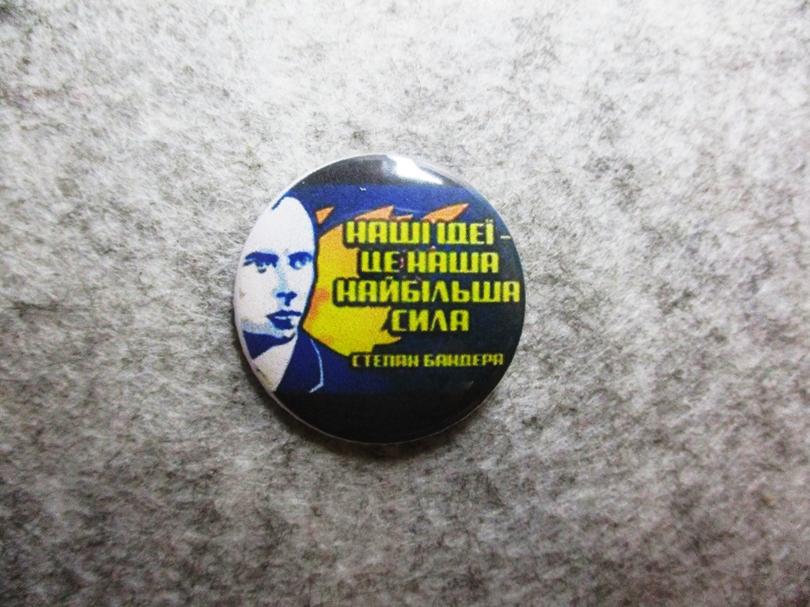 НАШІ ІДЕЇ -
ЦЕ НАША
НАЙБІЛЬША
СИЛА
СТЕПАН БАНДЕРА